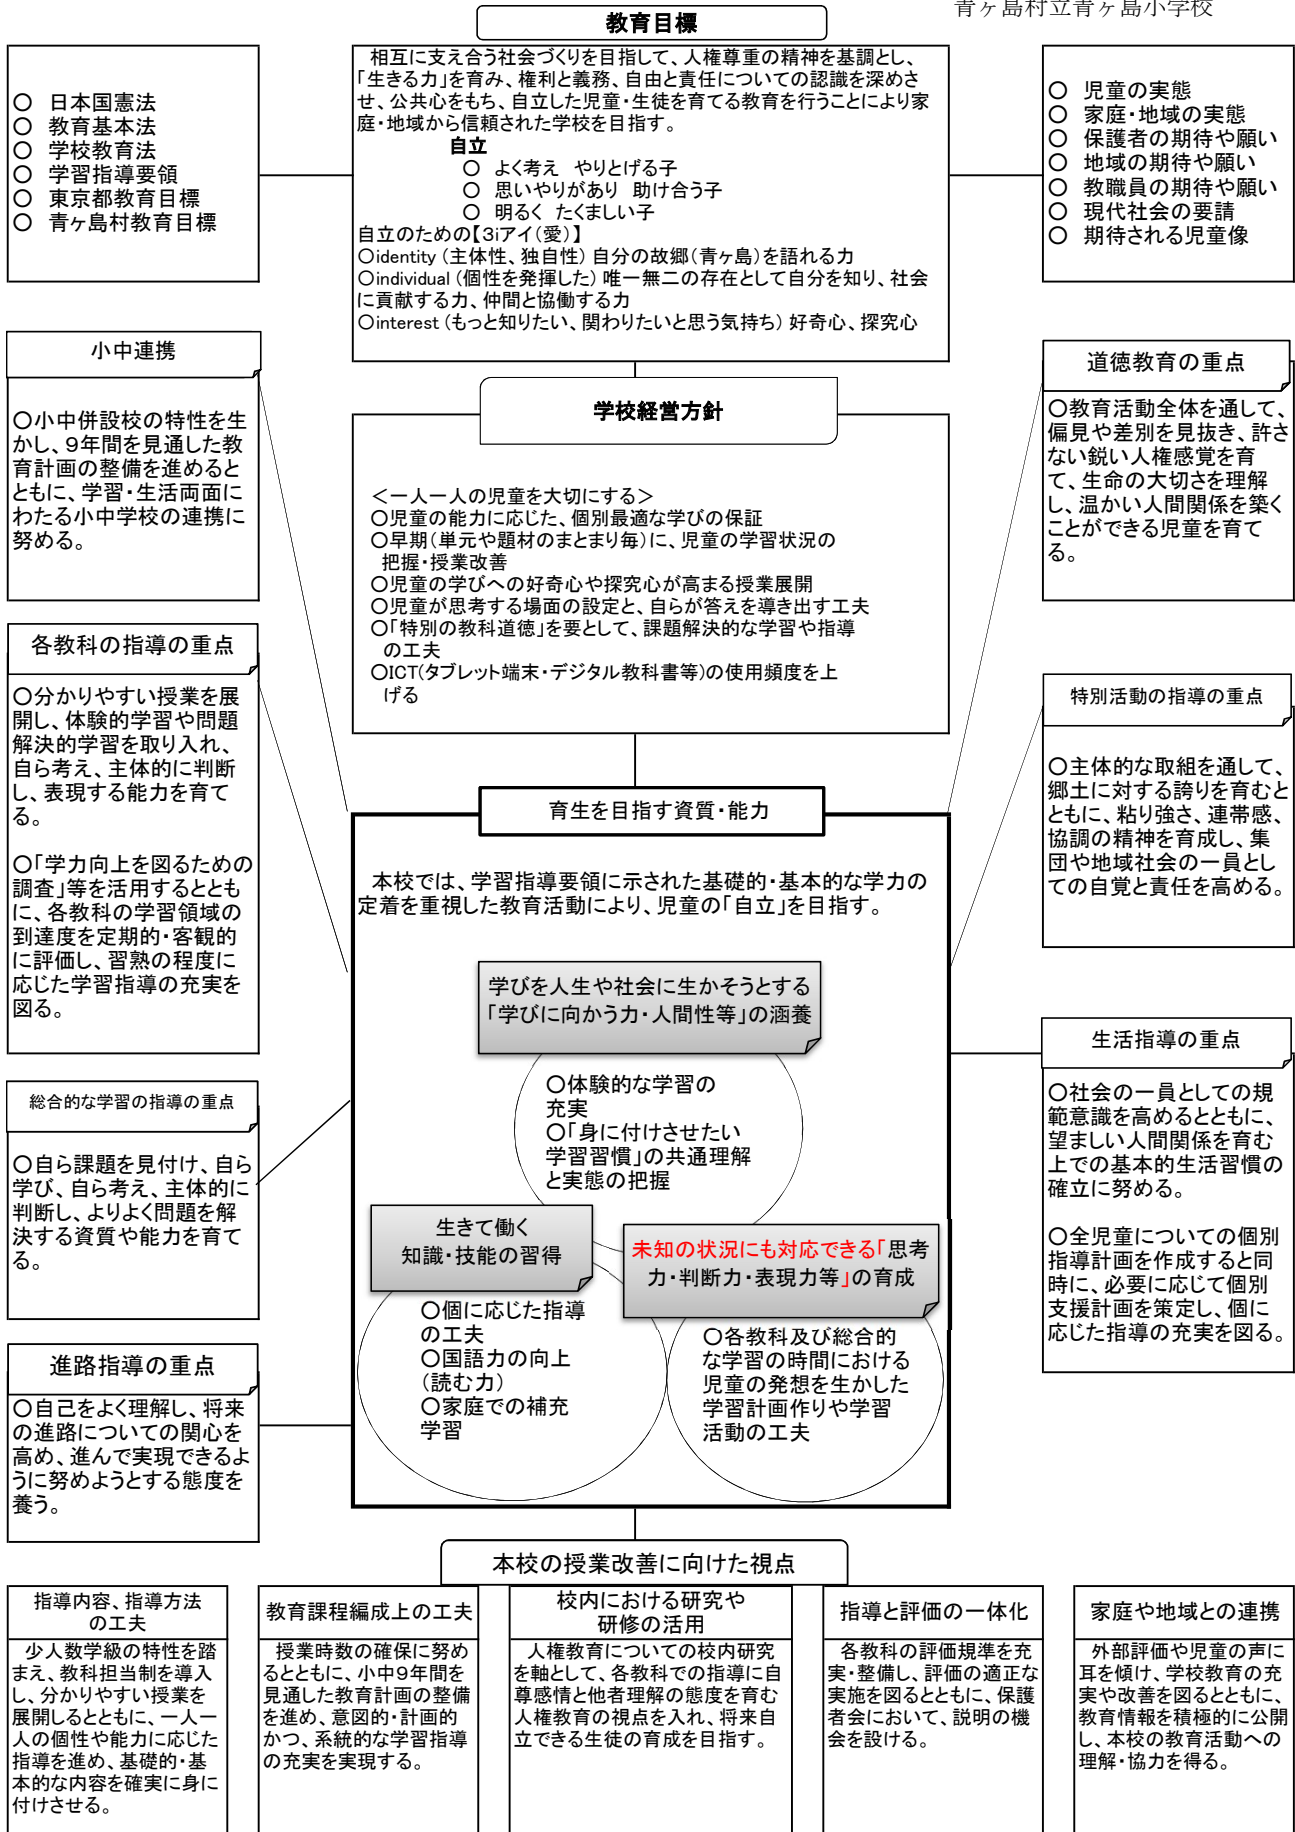 青ヶ島村立青ヶ島小学校
教育目標
○　日本国憲法
○　教育基本法
○　学校教育法
○　学習指導要領
○　東京都教育目標
○　青ヶ島村教育目標
　相互に支え合う社会づくりを目指して、人権尊重の精神を基調とし、
「生きる力」を育み、権利と義務、自由と責任についての認識を深めさ
せ、公共心をもち、自立した児童・生徒を育てる教育を行うことにより家
庭・地域から信頼された学校を目指す。
自立
○　よく考え　やりとげる子
○　思いやりがあり　助け合う子
○　明るく　たくましい子
自立のための【3iアイ(愛)】
○identity (主体性、独自性) 自分の故郷(青ヶ島)を語れる力
○individual (個性を発揮した) 唯一無二の存在として自分を知り、社会
に貢献する力、仲間と協働する力
○interest (もっと知りたい、関わりたいと思う気持ち) 好奇心、探究心
○　児童の実態
○　家庭・地域の実態
○　保護者の期待や願い
○　地域の期待や願い
○　教職員の期待や願い
○　現代社会の要請
○　期待される児童像
小中連携
○小中併設校の特性を生
かし、9年間を見通した教
育計画の整備を進めると
ともに、学習・生活両面に
わたる小中学校の連携に
努める。
学校経営方針
＜一人一人の児童を大切にする＞
○児童の能力に応じた、個別最適な学びの保証
○早期(単元や題材のまとまり毎)に、児童の学習状況の
把握・授業改善
○児童の学びへの好奇心や探究心が高まる授業展開
○児童が思考する場面の設定と、自らが答えを導き出す工夫
○「特別の教科道徳」を要として、課題解決的な学習や指導
の工夫
○ICT(タブレット端末・デジタル教科書等)の使用頻度を上
げる
道徳教育の重点
○教育活動全体を通して、
偏見や差別を見抜き、許さ
ない鋭い人権感覚を育
て、生命の大切さを理解
し、温かい人間関係を築く
ことができる児童を育て
る。
各教科の指導の重点
○分かりやすい授業を展
開し、体験的学習や問題
解決的学習を取り入れ、
自ら考え、主体的に判断
し、表現する能力を育て
る。
○「学力向上を図るための
調査」等を活用するととも
に、各教科の学習領域の
到達度を定期的・客観的
に評価し、習熟の程度に
応じた学習指導の充実を
図る。
特別活動の指導の重点
○主体的な取組を通して、
郷土に対する誇りを育むと
ともに、粘り強さ、連帯感、
協調の精神を育成し、集
団や地域社会の一員とし
ての自覚と責任を高める。
育生を目指す資質・能力
　本校では、学習指導要領に示された基礎的・基本的な学力の
定着を重視した教育活動により、児童の「自立」を目指す。
学びを人生や社会に生かそうとする
「学びに向かう力・人間性等」の涵養
○体験的な学習の
充実
○「身に付けさせたい
学習習慣」の共通理解
と実態の把握
生きて働く
知識・技能の習得
○個に応じた指導
の工夫
○国語力の向上
(読む力)
○家庭での補充
学習
未知の状況にも対応できる「思考
力・判断力・表現力等」の育成
○各教科及び総合的
な学習の時間における
児童の発想を生かした
学習計画作りや学習
活動の工夫
生活指導の重点
○社会の一員としての規
範意識を高めるとともに、
望ましい人間関係を育む
上での基本的生活習慣の
確立に努める。
○全児童についての個別
指導計画を作成すると同
時に、必要に応じて個別
支援計画を策定し、個に
応じた指導の充実を図る。
総合的な学習の指導の重点
○自ら課題を見付け、自ら
学び、自ら考え、主体的に
判断し、よりよく問題を解
決する資質や能力を育て
る。
進路指導の重点
○自己をよく理解し、将来
の進路についての関心を
高め、進んで実現できるよ
うに努めようとする態度を
養う。
本校の授業改善に向けた視点
指導内容、指導方法
の工夫
　少人数学級の特性を踏
まえ、教科担当制を導入
し、分かりやすい授業を
展開しるとともに、一人一
人の個性や能力に応じた
指導を進め、基礎的・基
本的な内容を確実に身に
付けさせる。
教育課程編成上の工夫
　授業時数の確保に努め
るとともに、小中9年間を
見通した教育計画の整備
を進め、意図的・計画的
かつ、系統的な学習指導
の充実を実現する。
校内における研究や
研修の活用
　人権教育についての校内研究
を軸として、各教科での指導に自
尊感情と他者理解の態度を育む
人権教育の視点を入れ、将来自
立できる生徒の育成を目指す。
指導と評価の一体化
　各教科の評価規準を充
実・整備し、評価の適正な
実施を図るとともに、保護
者会において、説明の機
会を設ける。
家庭や地域との連携
　外部評価や児童の声に
耳を傾け、学校教育の充
実や改善を図るとともに、
教育情報を積極的に公開
し、本校の教育活動への
理解・協力を得る。